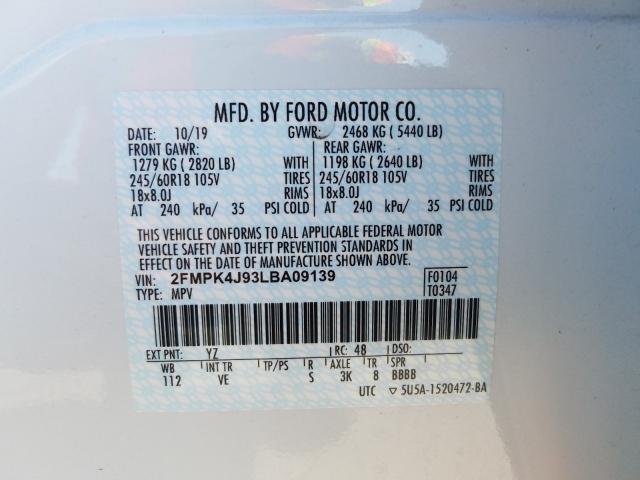 MFD. BY FORD MOTOR CO.
DATE: 10/19 GVWR: 2468 KG ( 5440 LB)
FRONT GAWR: REAR GAWR:
1279 KG ( 2820 LB) WITH 1198 KG ( 2640 LB) WITH
245/60R18 105V TIRES 245/60R18 105V TIRES
18x8.0J RIMS 18x8.0J RIMS
AT 240 kPa/ 35 PSI COLD AT 240 kPa/ 35 PSI COLD
THIS VEHICLE CONFORMS TO ALL APPLICABLE FEDERAL MOTOR
VEHICLE SAFETY AND THEFT PREVENTION STANDARDS IN
EFFECT ON THE DATE OF MANUFACTURE SHOWN ABOVE.
VIN: 2FMPK4J93LBA09139 F0104
TYPE: MPV T0347
EXT PNT: YZ RC: 48 DSO:
WB INT TR TP/PS R AXLE TR SPR
112 VE S 3K 8 BBBB
UTC ▽ 5U5A-1520472-BA